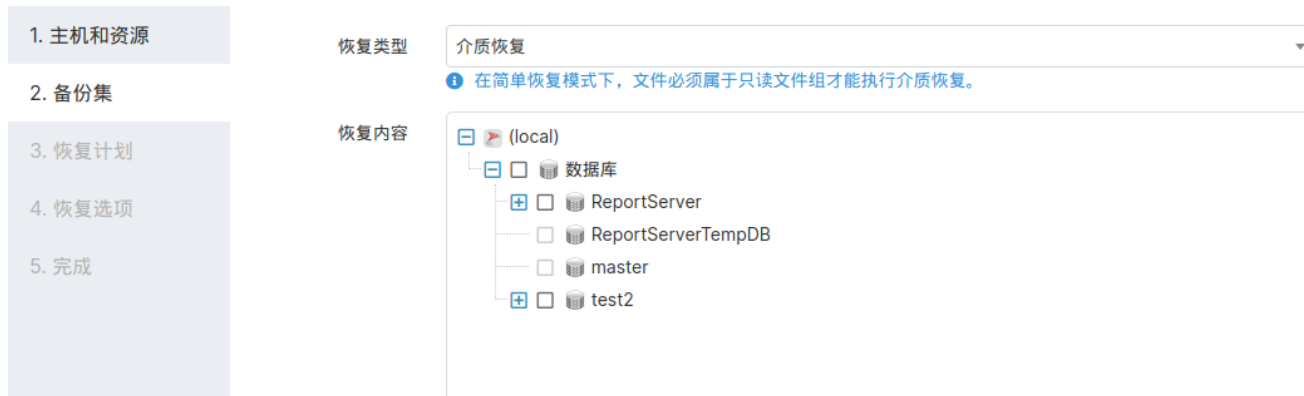 1. 主机和资源
2. 备份集
3. 恢复计划
4. 恢复选项
5. 完成
恢复类型
介质恢复
在简单恢复模式下，文件必须属于只读文件组才能执行介质恢复。
恢复内容
(local)
数据库
ReportServer
ReportServerTempDB
master
test2